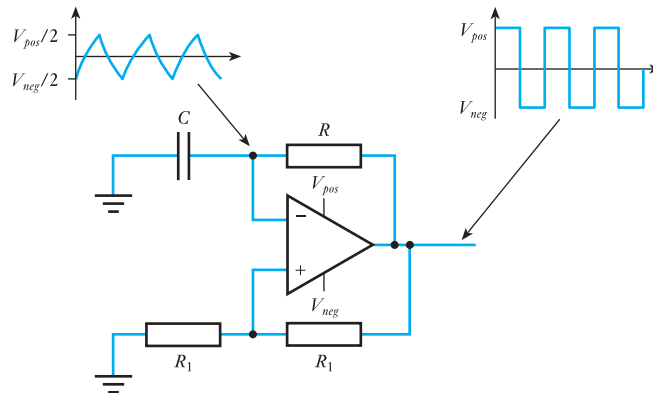 V_pos/2
V_neg/2
V_pos
V_neg
C
R
V_pos
−
+
V_neg
R_1
R_1